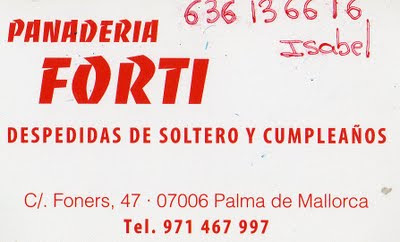 636 136616
Isabel
PANADERIA
FORTI
DESPEDIDAS DE SOLTERO Y CUMPLEAÑOS
C/. Foners, 47 · 07006 Palma de Mallorca
Tel. 971 467 997